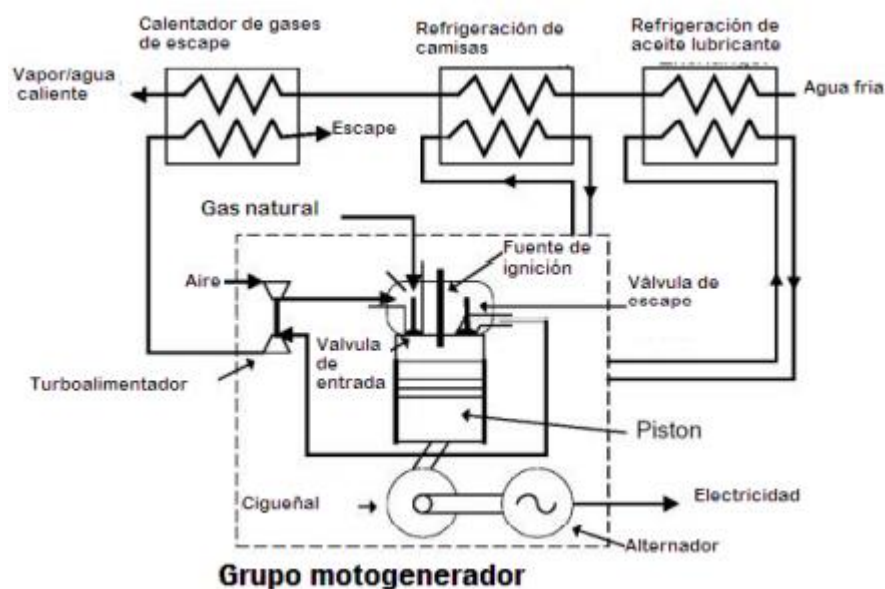 Calentador de gases
de escape
Refrigeración de
camisas
Refrigeración de
aceite lubricante
Vapor/agua
caliente
Agua fria
Escape
Gas natural
Fuente de
ignición
Aire
Válvula de
escape
Valvula
de
entrada
Turboalimentador
Piston
Cigueñal
Electricidad
Alternador
Grupo motogenerador